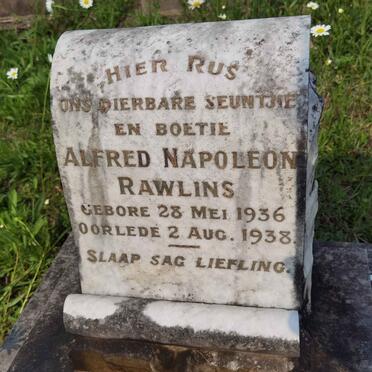 HIER RUS
ONS DIERBARE SEUNTJIE
EN BOETIE
ALFRED NAPOLEON
RAWLINS
GEBORE 28 MEI 1936
OORLEDE 2 AUG. 1938.
SLAAP SAG LIEFLING.